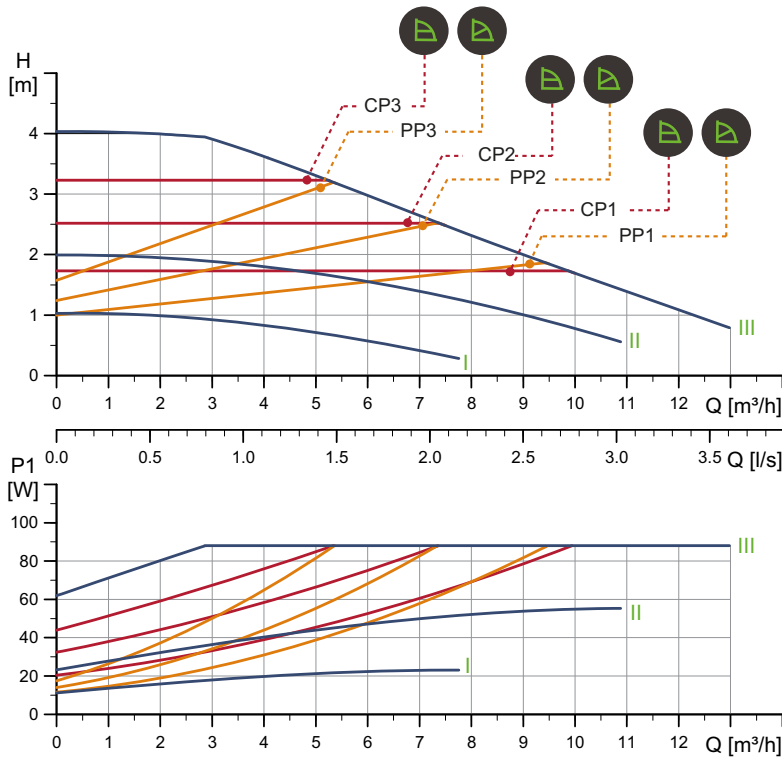 H
[m]
CP3
PP3
CP2
PP2
CP1
PP1
4
3
2
1
0
III
II
I
0 1 2 3 4 5 6 7 8 9 10 11 12 Q [m³/h]
0.0 0.5 1.0 1.5 2.0 2.5 3.0 3.5 Q [l/s]
P1
[W]
100
80
60
40
20
0
III
II
I
0 1 2 3 4 5 6 7 8 9 10 11 12 Q [m³/h]